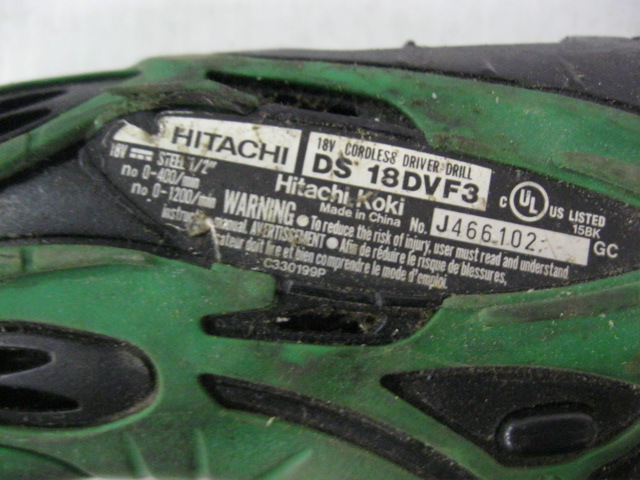 HITACHI
18V CORDLESS DRIVER DRILL
DS 18DVF3
18V STEEL 1/2"
no 0-400/min
no 0-1200/min
Hitachi Koki
Made in China
No. J466102
C UL US LISTED
15BK
GC
WARNING • To reduce the risk of injury, user must read and understand
instruction manual. AVERTISSEMENT • Afin de réduire le risque de blessures,
l'utilisateur doit lire et bien comprendre le mode d'emploi.
C330199P